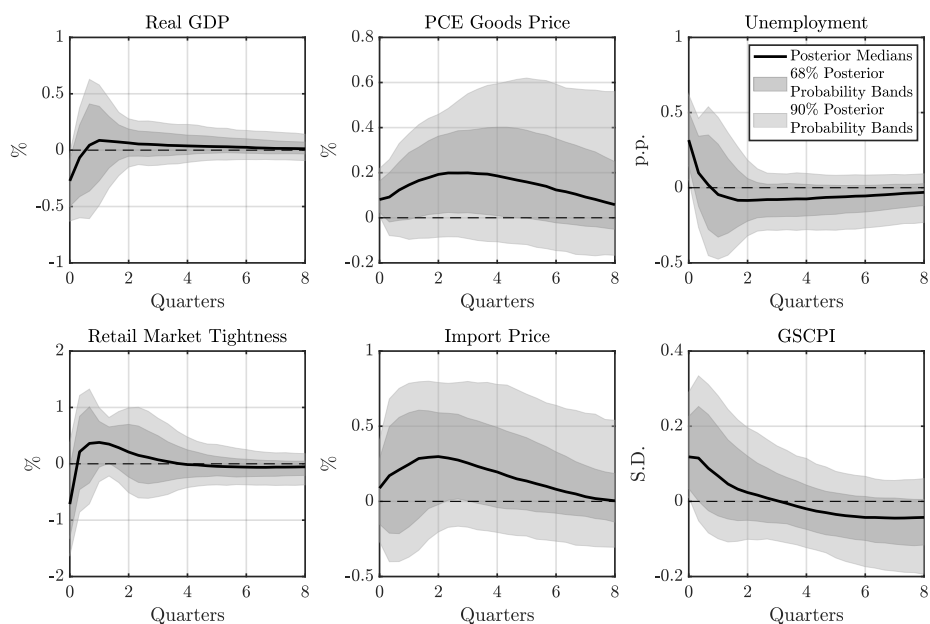 Real GDP
1
0.5
0
-0.5
-1
%
0 2 4 6 8
Quarters
PCE Goods Price
0.8
0.6
0.4
0.2
0
-0.2
%
0 2 4 6 8
Quarters
Unemployment
1
0.5
0
-0.5
p.p.
0 2 4 6 8
Quarters
Posterior Medians
68% Posterior
Probability Bands
90% Posterior
Probability Bands
Retail Market Tightness
2
1
0
-1
-2
%
0 2 4 6 8
Quarters
Import Price
1
0.5
0
-0.5
%
0 2 4 6 8
Quarters
GSCPI
0.4
0.2
0
-0.2
S.D.
0 2 4 6 8
Quarters